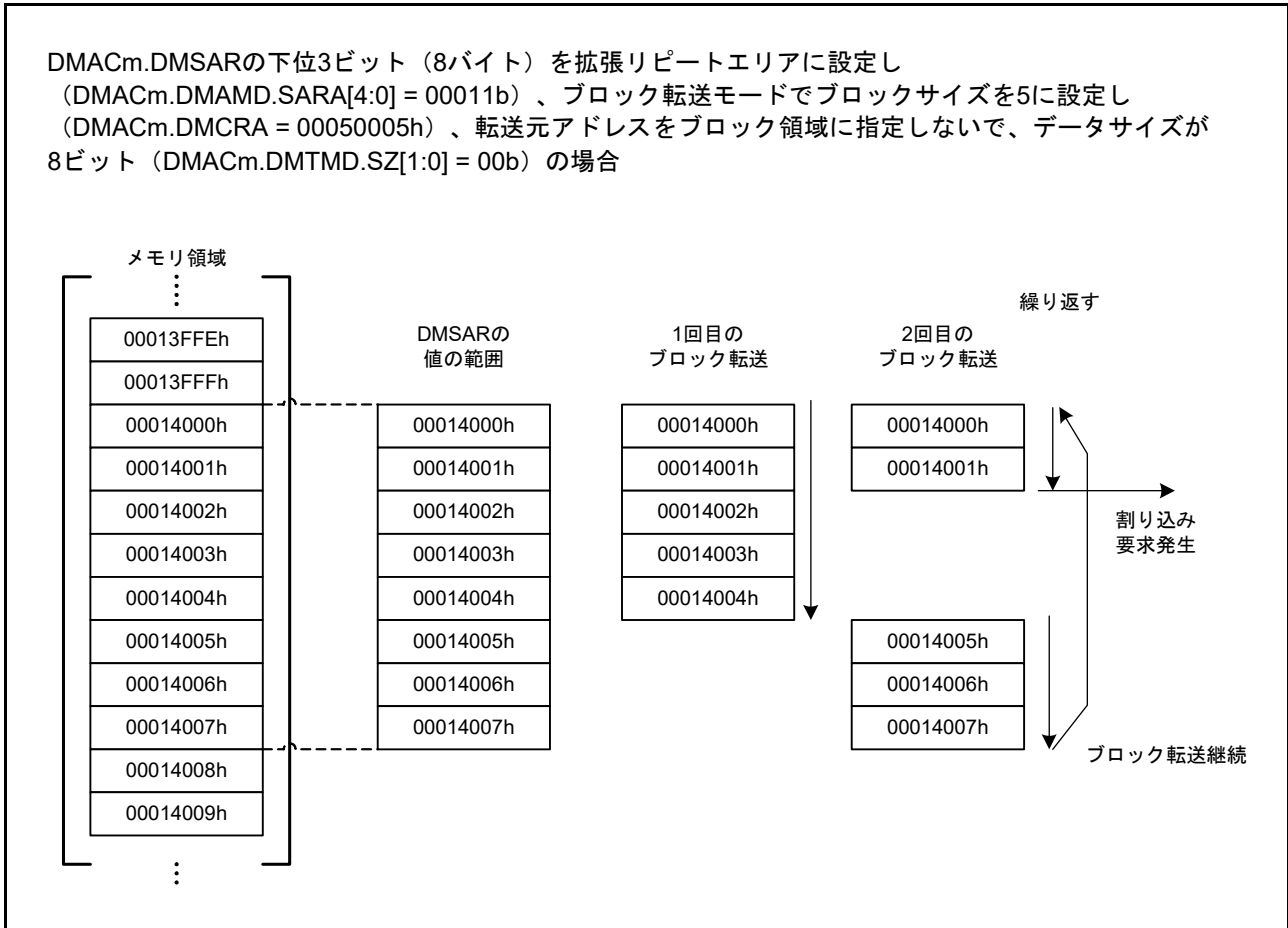 DMACm.DMSARの下位3ビット（8バイト）を拡張リピートエリアに設定し
（DMACm.DMAMD.SARA[4:0] = 00011b）、ブロック転送モードでブロックサイズを5に設定し
（DMACm.DMCRA = 00050005h）、転送元アドレスをブロック領域に指定しないで、データサイズが
8ビット（DMACm.DMTMD.SZ[1:0] = 00b）の場合
メモリ領域
00013FFEh
00013FFFh
00014000h
00014001h
00014002h
00014003h
00014004h
00014005h
00014006h
00014007h
00014008h
00014009h
DMSARの
値の範囲
00014000h
00014001h
00014002h
00014003h
00014004h
00014005h
00014006h
00014007h
1回目の
ブロック転送
00014000h
00014001h
00014002h
00014003h
00014004h
2回目の
ブロック転送
00014000h
00014001h
00014005h
00014006h
00014007h
繰り返す
割り込み
要求発生
ブロック転送継続